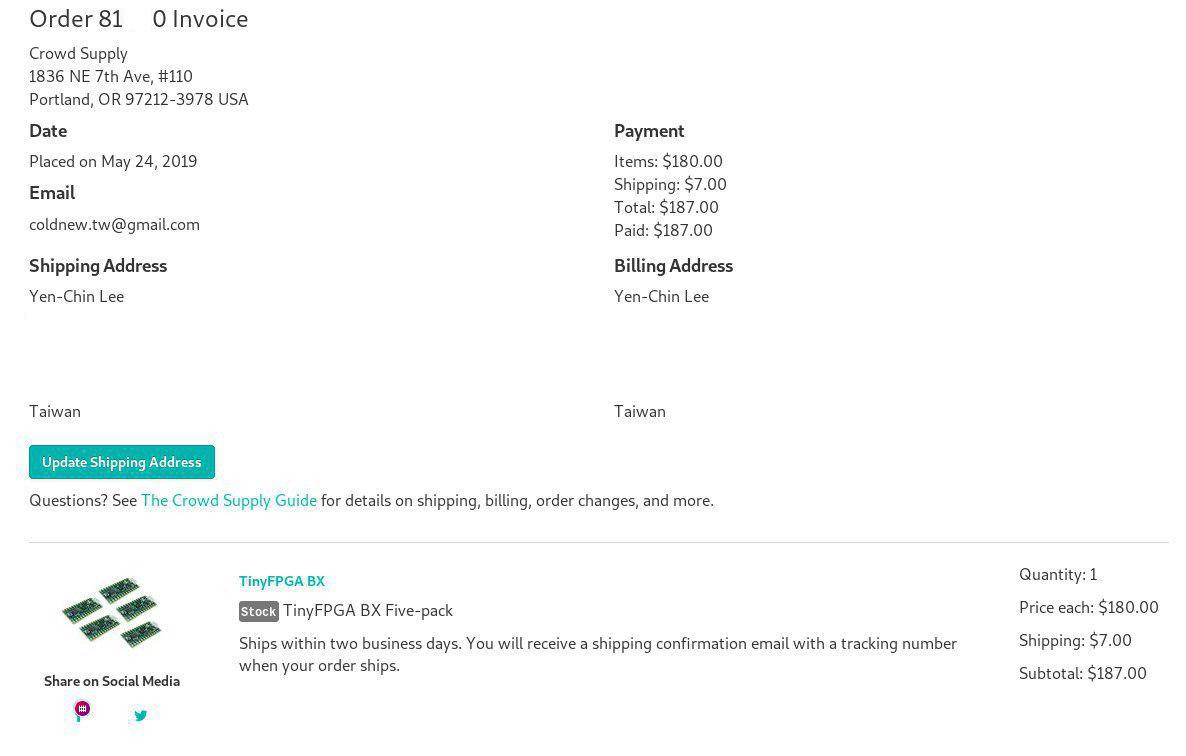 Order 81 0 Invoice
Crowd Supply
1836 NE 7th Ave, #110
Portland, OR 97212-3978 USA
Date
Placed on May 24, 2019
Email
coldnew.tw@gmail.com
Payment
Items: $180.00
Shipping: $7.00
Total: $187.00
Paid: $187.00
Shipping Address
Yen-Chin Lee
Taiwan
Billing Address
Yen-Chin Lee
Taiwan
Update Shipping Address
Questions? See The Crowd Supply Guide for details on shipping, billing, order changes, and more.
TinyFPGA BX
Stock TinyFPGA BX Five-pack
Ships within two business days. You will receive a shipping confirmation email with a tracking number
when your order ships.
Quantity: 1
Price each: $180.00
Shipping: $7.00
Subtotal: $187.00
Share on Social Media